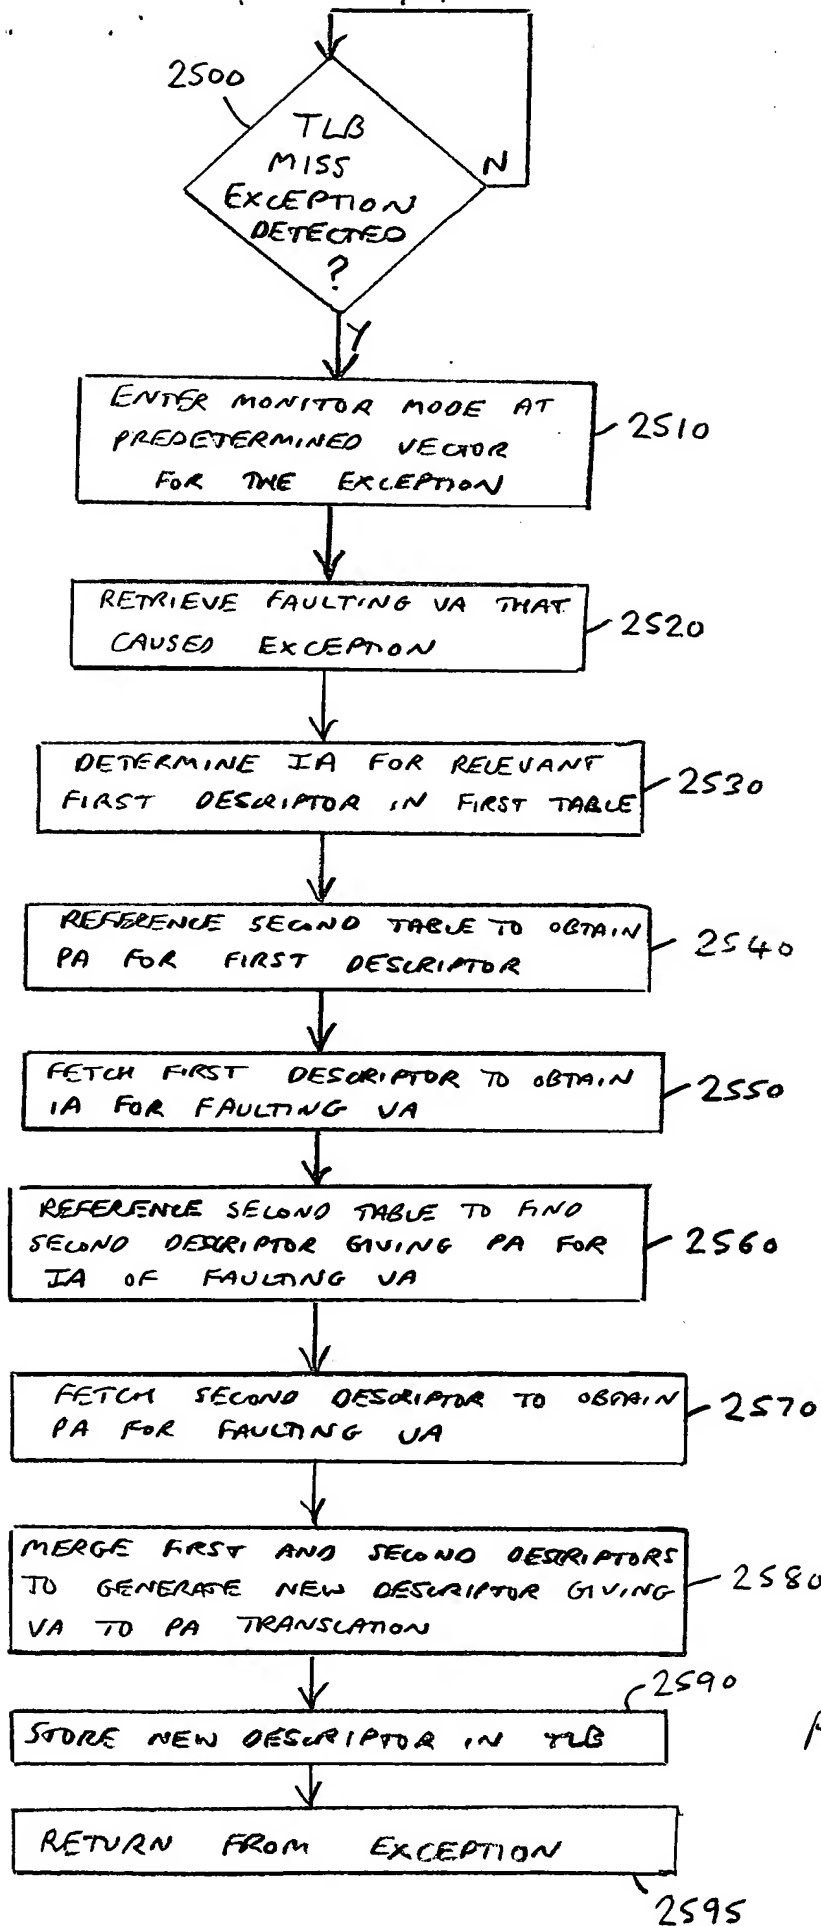 2500
TLB
MISS
EXCEPTION
DETECTED
?
N
Y
ENTER MONITOR MODE AT
PREDETERMINED VECTOR
FOR THE EXCEPTION
2510
RETRIEVE FAULTING VA THAT
CAUSED EXCEPTION
2520
DETERMINE IA FOR RELEVANT
FIRST DESCRIPTOR IN FIRST TABLE
2530
REFERENCE SECOND TABLE TO OBTAIN
PA FOR FIRST DESCRIPTOR
2540
FETCH FIRST DESCRIPTOR TO OBTAIN
IA FOR FAULTING VA
2550
REFERENCE SECOND TABLE TO FIND
SECOND DESCRIPTOR GIVING PA FOR
IA OF FAULTING VA
2560
FETCH SECOND DESCRIPTOR TO OBTAIN
PA FOR FAULTING VA
2570
MERGE FIRST AND SECOND DESCRIPTORS
TO GENERATE NEW DESCRIPTOR GIVING
VA TO PA TRANSLATION
2580
2590
STORE NEW DESCRIPTOR IN TLB
RETURN FROM EXCEPTION
2595